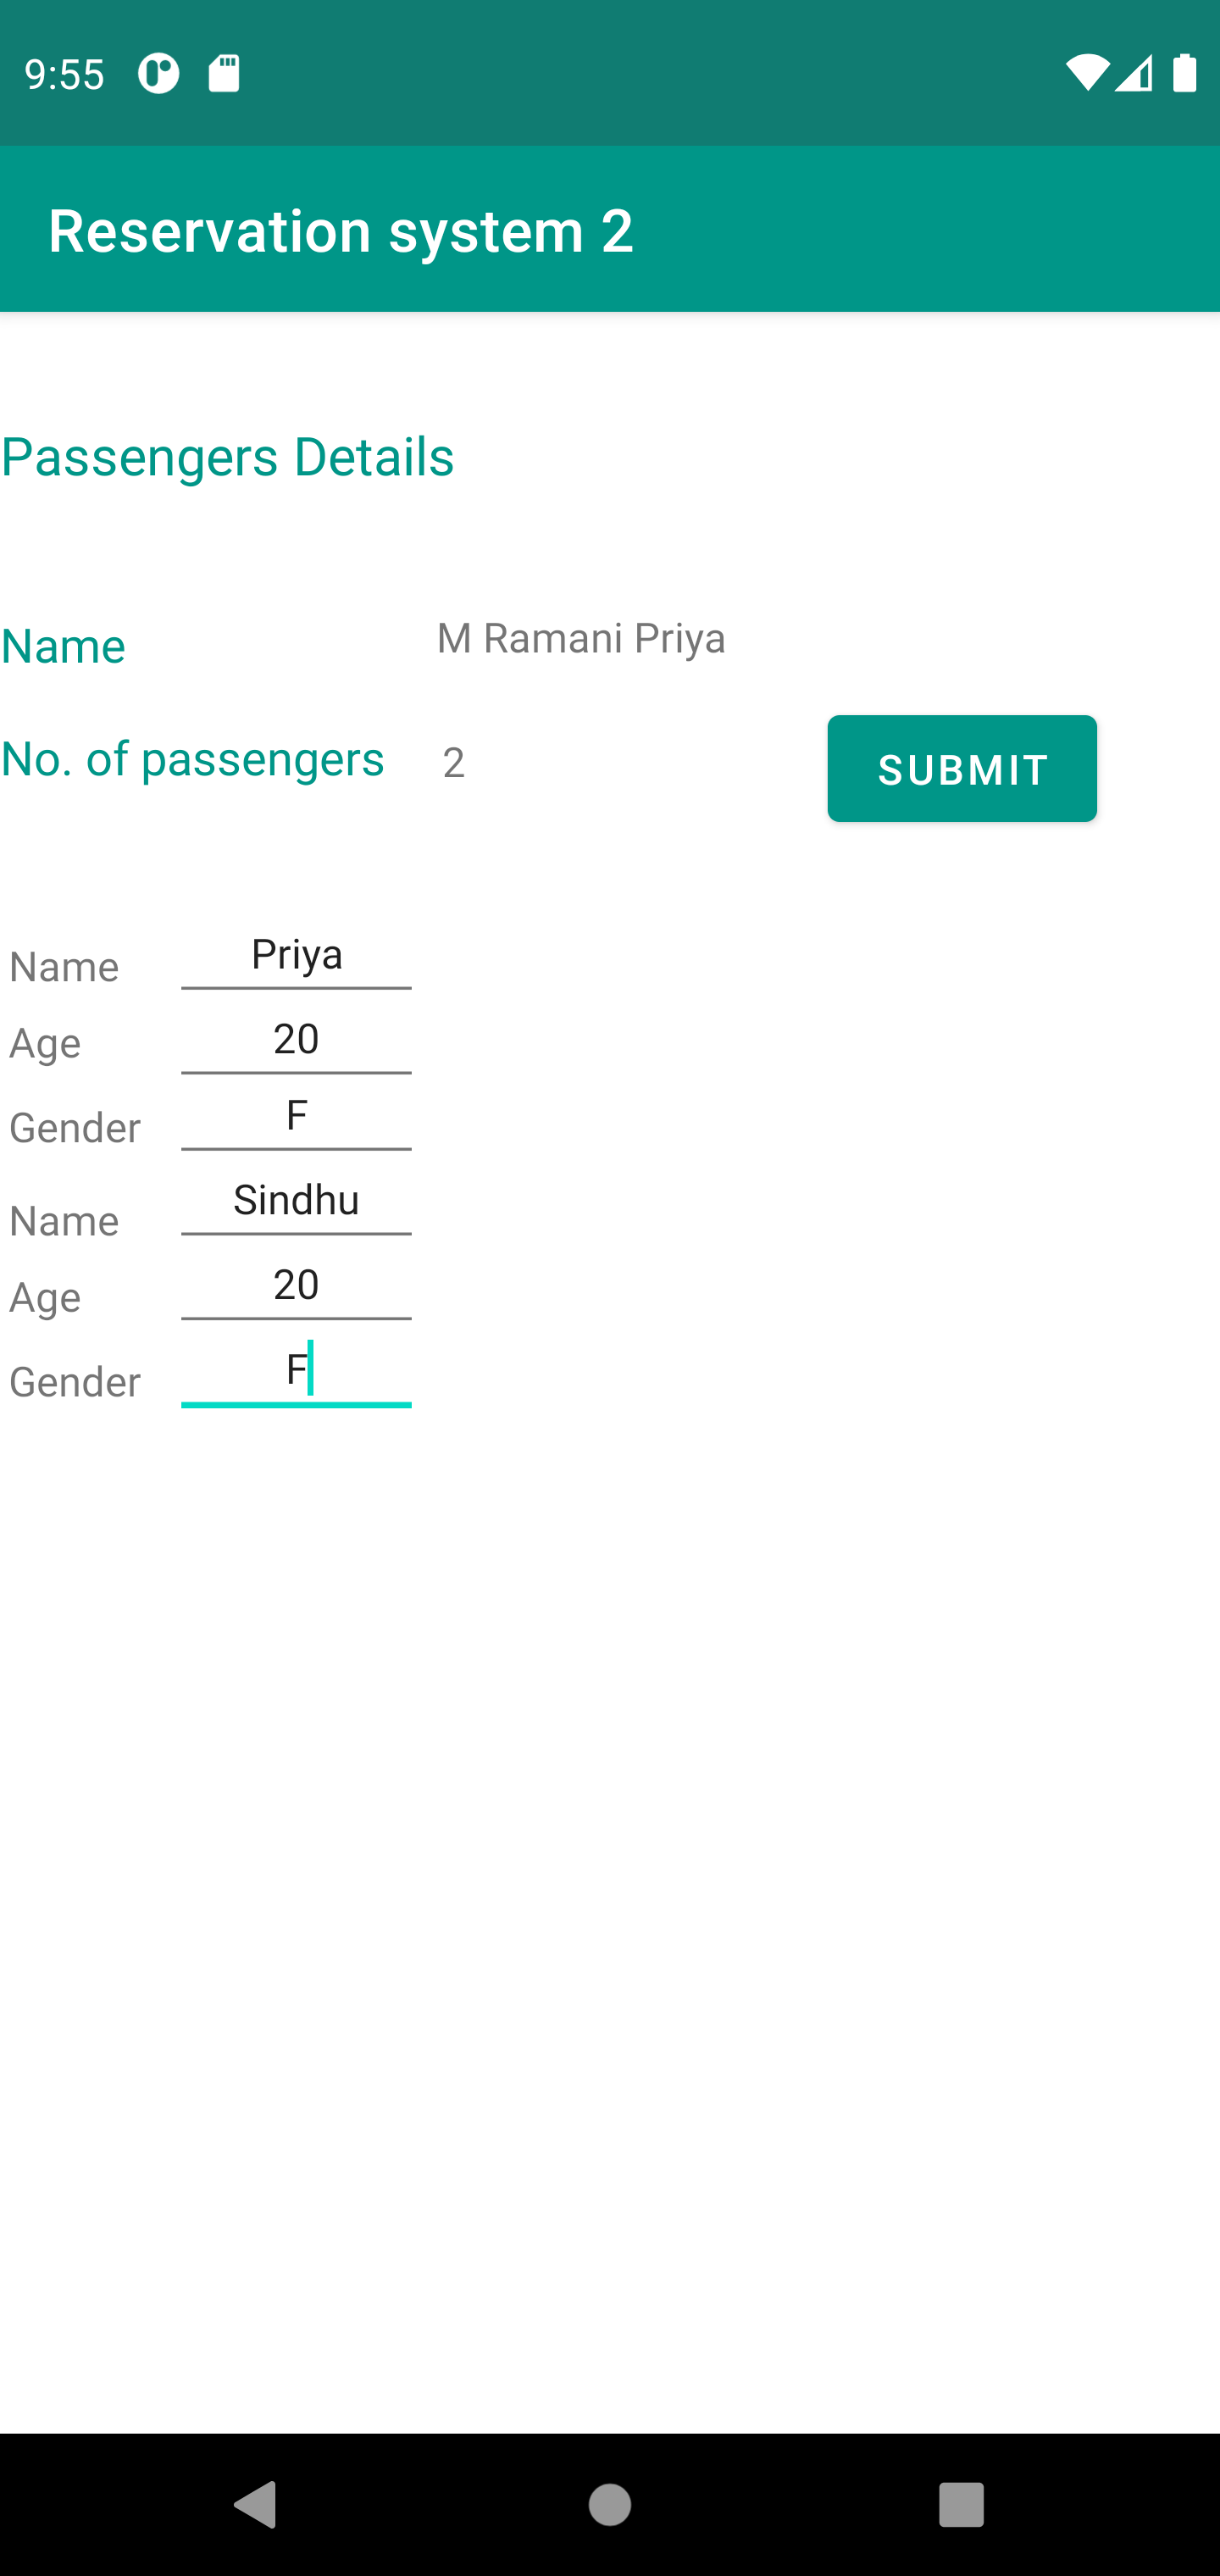 9:55
Reservation system 2
Passengers Details
Name M Ramani Priya
No. of passengers 2 SUBMIT
Name Priya
Age 20
Gender F
Name Sindhu
Age 20
Gender F